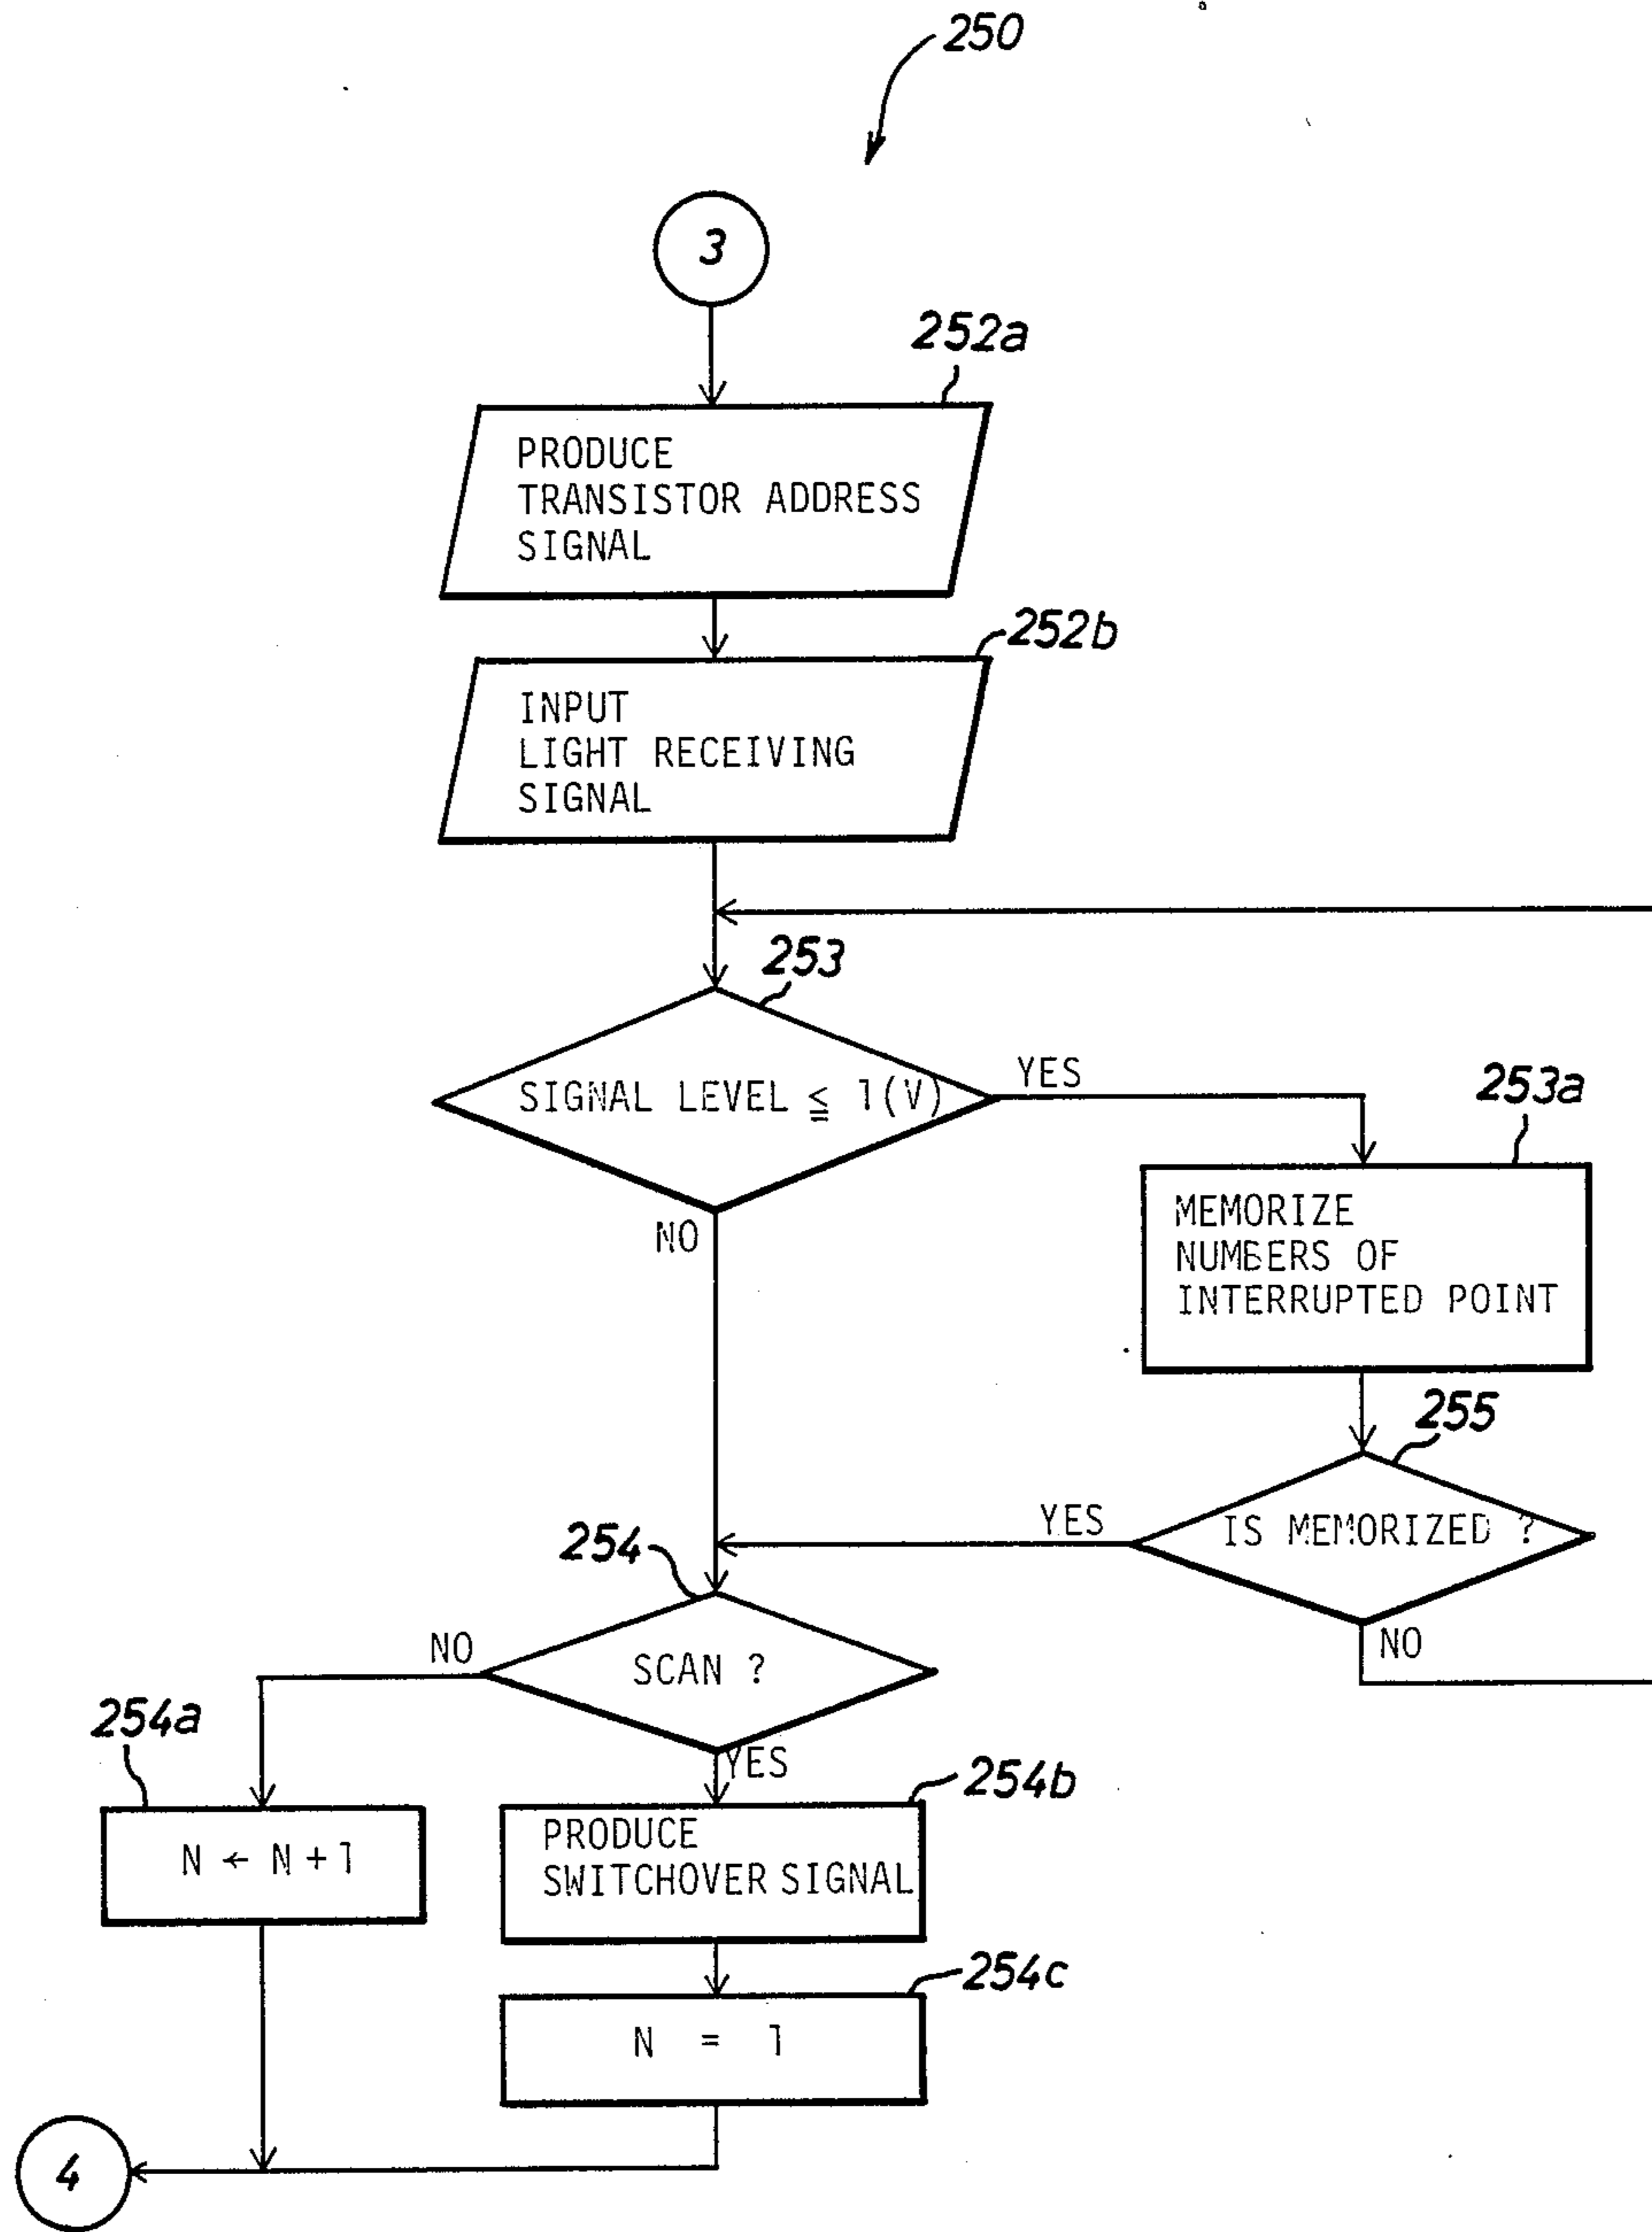 250
3
252a
PRODUCE
TRANSISTOR ADDRESS
SIGNAL
252b
INPUT
LIGHT RECEIVING
SIGNAL
253
SIGNAL LEVEL ≦ 1(V)
YES
NO
253a
MEMORIZE
NUMBERS OF
INTERRUPTED POINT
255
IS MEMORIZED ?
YES
NO
254
SCAN ?
NO
YES
254a
N ← N + 1
254b
PRODUCE
SWITCHOVER SIGNAL
254c
N = 1
4